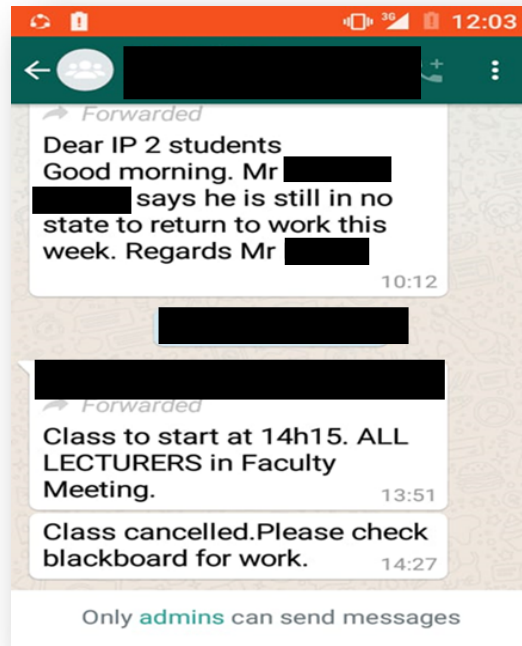 3G 12:03
Forwarded
Dear IP 2 students
Good morning. Mr
says he is still in no
state to return to work this
week. Regards Mr
10:12
Forwarded
Class to start at 14h15. ALL
LECTURERS in Faculty
Meeting.
13:51
Class cancelled.Please check
blackboard for work.
14:27
Only admins can send messages